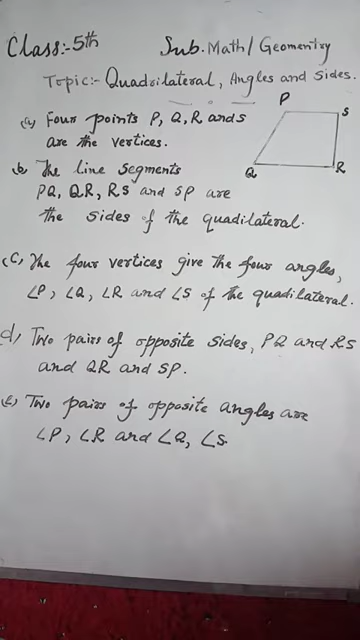 Class:- 5th Sub. Math/Geomentry
Topic:- Quadrilateral, Angles and Sides.
(a) Four points P, Q, R and S
are the vertices.
P
S
Q
R
b, The line segments
PQ, QR, RS and SP are
the sides of the quadilateral.
(c, The four vertices give the four angles,
∠P, ∠Q, ∠R and ∠S of the quadilateral.
d, Two pairs of opposite sides, PQ and RS
and QR and SP.
(e) Two pairs of opposite angles are
∠P, ∠R and ∠Q, ∠S.